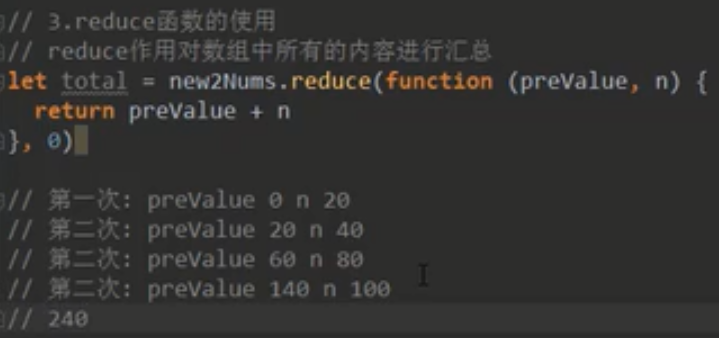 // 3.reduce函数的使用
// reduce作用对数组中所有的内容进行汇总
let total = new2Nums.reduce(function (preValue, n) {
return preValue + n
}, 0)
// 第一次: preValue 0 n 20
// 第二次: preValue 20 n 40
// 第二次: preValue 60 n 80
// 第二次: preValue 140 n 100
// 240